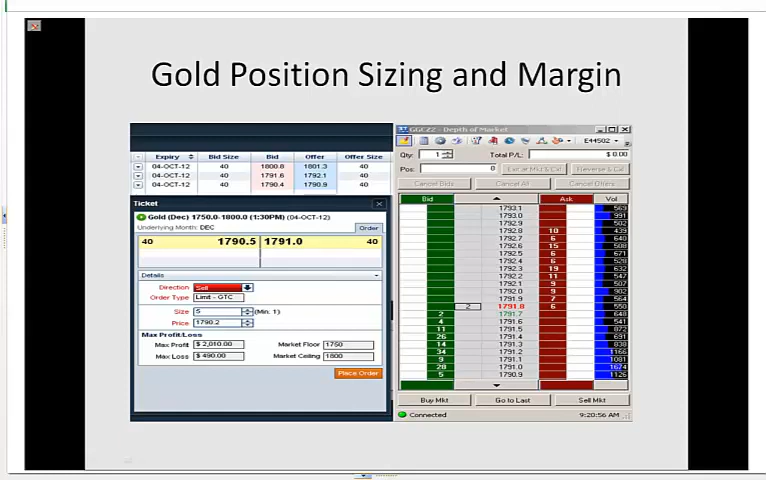 Gold Position Sizing and Margin
Expiry Bid Size Bid Offer Offer Size
04-OCT-12 40 1800.8 1801.3 40
04-OCT-12 40 1791.6 1792.1 40
04-OCT-12 40 1790.4 1790.9 40
Ticket
Gold (Dec) 1750.0-1800.0 (1:30PM) (04-OCT-12)
Underlying Month: DEC
Order
40 1790.5 1791.0 40
Details
Direction Sell
Order Type Limit - GTC
Size 5 (Min. 1)
Price 1790.2
Max Profit/Loss
Max Profit $ 2,010.00 Market Floor 1750
Max Loss $ 490.00 Market Ceiling 1800
Place Order
GGCZ2 - Depth of Market
E44502
Qty: 1 Total P/L: $ 0.00
Pos: 0 Exit at Mkt & Cxl Reverse & Cxl
Cancel Bids Cancel All Cancel Offers
Bid Ask Vol
1793.1 569
1793.0 991
1792.9 502
1792.8 10 439
1792.7 6 640
1792.6 15 508
1792.5 6 671
1792.4 6 528
1792.3 19 632
1792.2 11 547
1792.1 9 507
1792.0 9 902
1791.9 7 564
2 1791.8 6 550
2 1791.7 648
4 1791.6 541
11 1791.5 872
26 1791.4 691
14 1791.3 838
34 1791.2 1166
9 1791.1 1081
28 1791.0 1674
5 1790.9 1126
Buy Mkt Go to Last Sell Mkt
Connected 9:20:56 AM